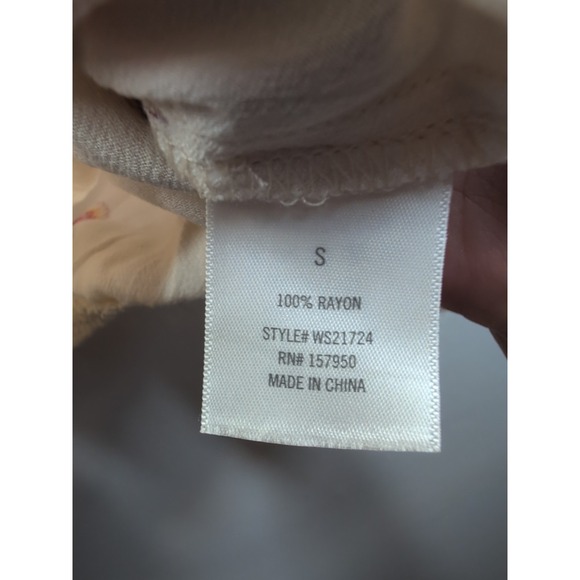 S
100% RAYON
STYLE# WS21724
RN# 157950
MADE IN CHINA